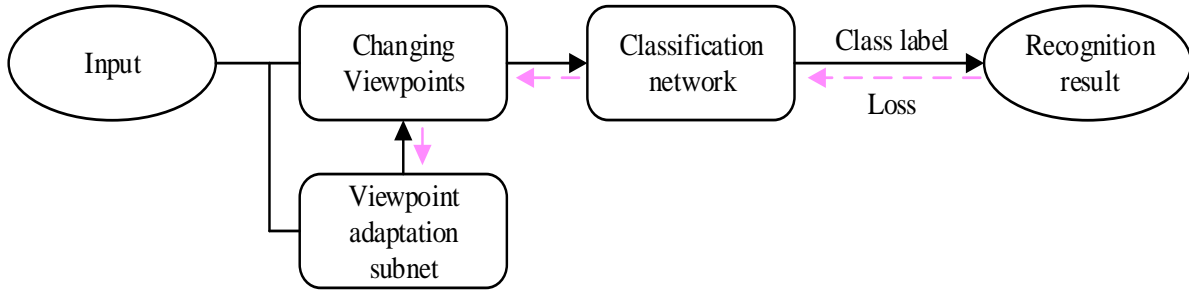 Input
Changing
Viewpoints
Classification
network
Class label
Loss
Recognition
result
Viewpoint
adaptation
subnet